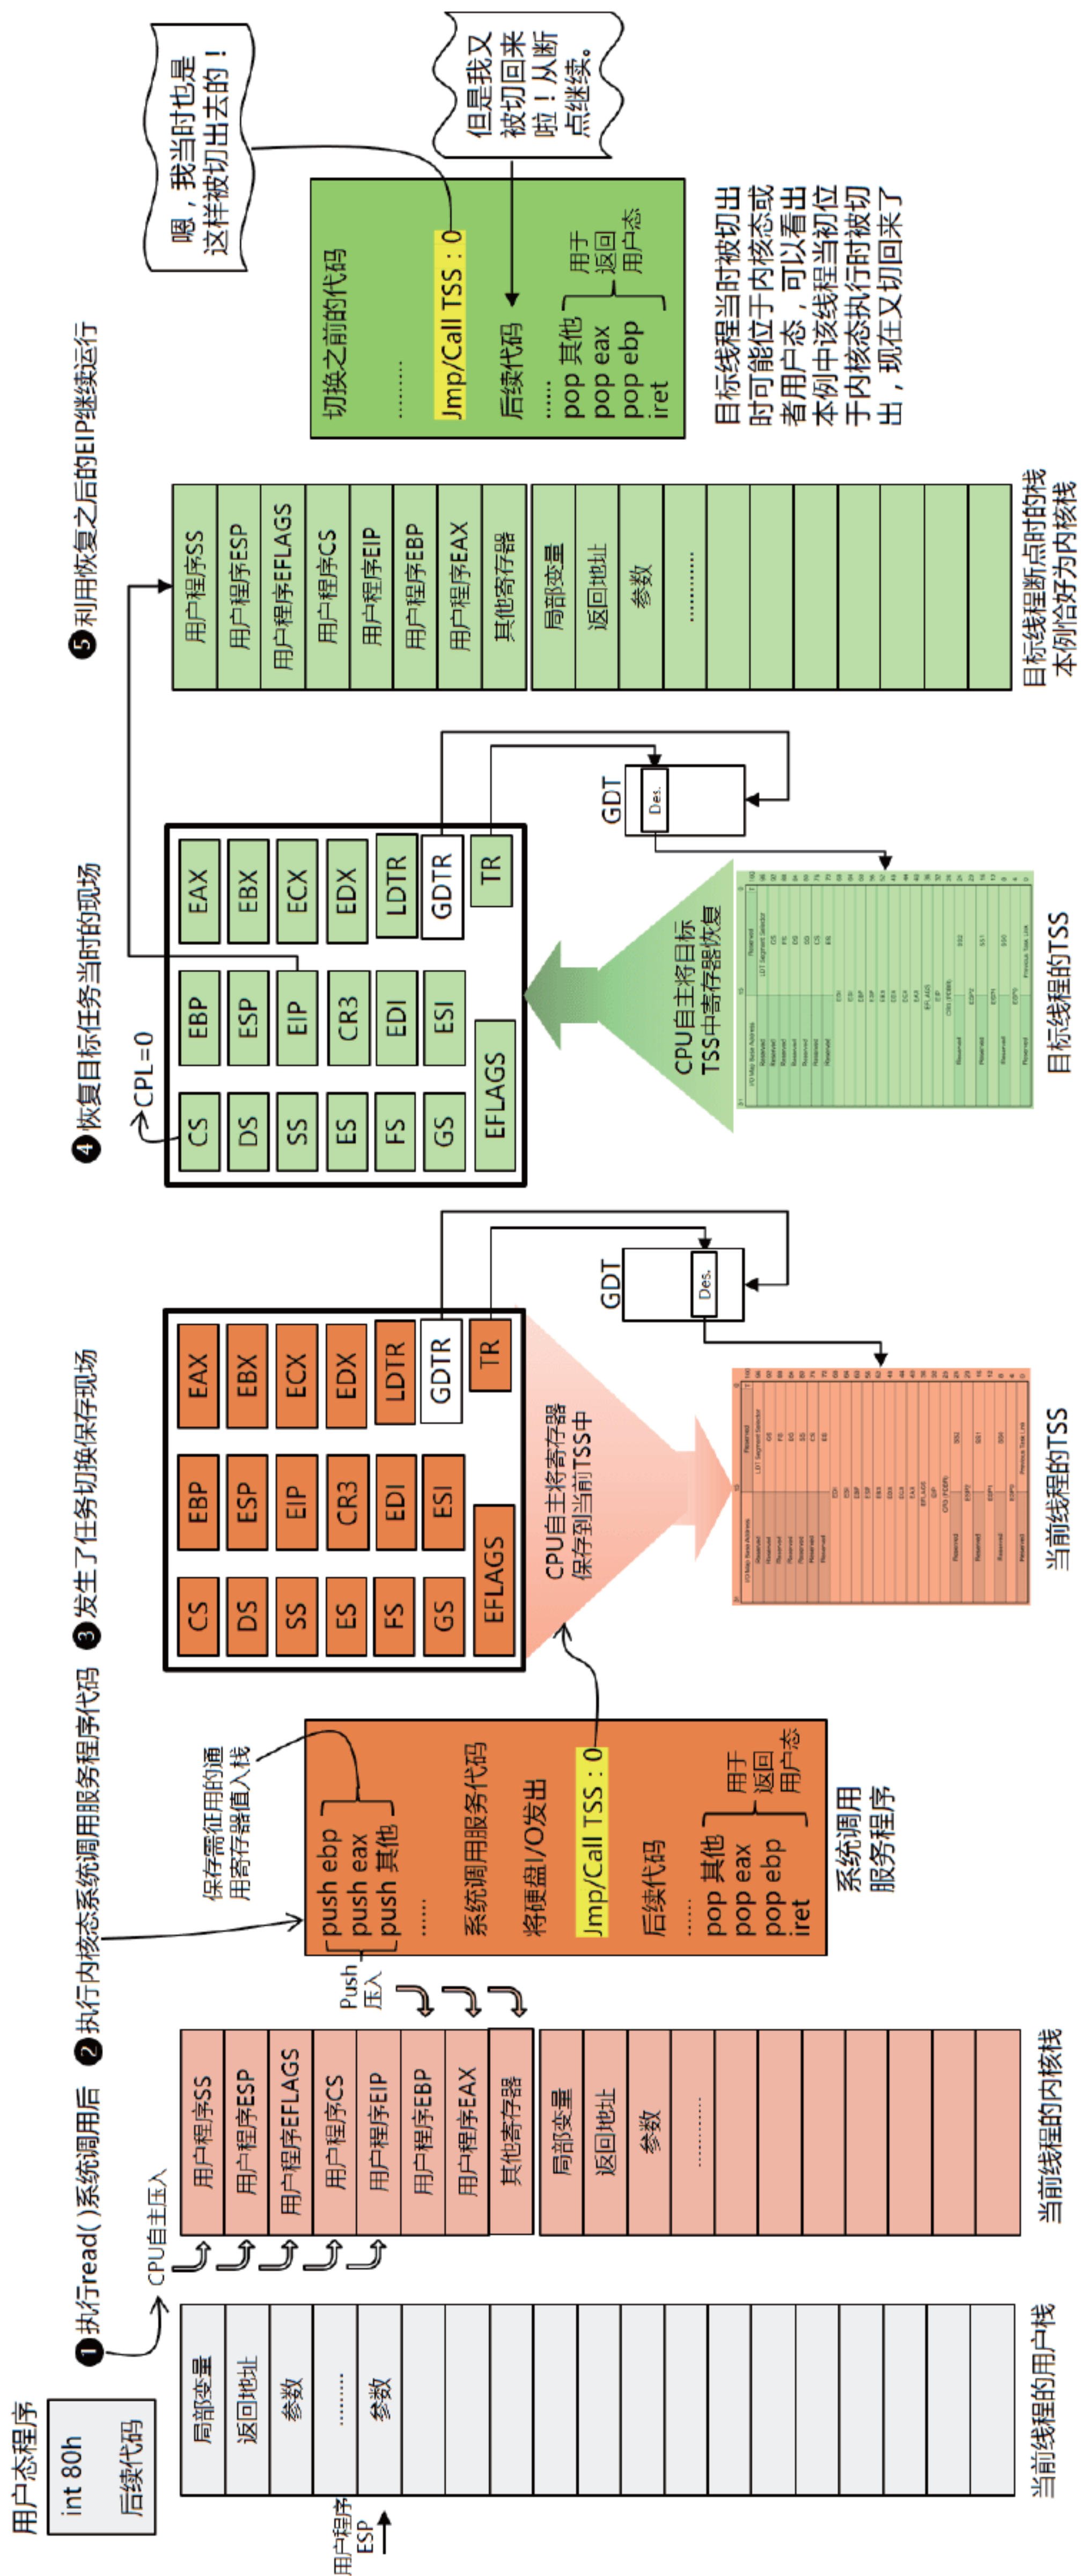 用户态程序
int 80h
后续代码
❶执行read( )系统调用后
CPU自主压入
用户程序
ESP
局部变量
返回地址
参数
.........
参数
当前线程的用户栈
用户程序SS
用户程序ESP
用户程序EFLAGS
用户程序CS
用户程序EIP
用户程序EBP
用户程序EAX
其他寄存器
局部变量
返回地址
参数
.........
当前线程的内核栈
❷执行内核态系统调用服务程序代码
保存需征用的通
用寄存器值入栈
Push
压入
push ebp
push eax
push 其他
......
系统调用服务代码
将硬盘I/O发出
Jmp/Call TSS：0
后续代码
......
pop 其他
pop eax
pop ebp
iret
用于
返回
用户态
系统调用
服务程序
❸发生了任务切换保存现场
CS
EBP
EAX
DS
ESP
EBX
SS
EIP
ECX
ES
CR3
EDX
FS
EDI
LDTR
GS
ESI
GDTR
EFLAGS
TR
CPU自主将寄存器
保存到当前TSS中
GDT
Des.
当前线程的TSS
❹恢复目标任务当时的现场
CPL=0
CS
EBP
EAX
DS
ESP
EBX
SS
EIP
ECX
ES
CR3
EDX
FS
EDI
LDTR
GS
ESI
GDTR
EFLAGS
TR
CPU自主将目标
TSS中寄存器恢复
GDT
Des.
目标线程的TSS
❺利用恢复之后的EIP继续运行
用户程序SS
用户程序ESP
用户程序EFLAGS
用户程序CS
用户程序EIP
用户程序EBP
用户程序EAX
其他寄存器
局部变量
返回地址
参数
............
目标线程断点时的栈
本例恰好为内核栈
切换之前的代码
.........
Jmp/Call TSS：0
后续代码
......
pop 其他
pop eax
pop ebp
iret
用于
返回
用户态
嗯，我当时也是
这样被切出去的！
但是我又
被切回来
啦！从断
点继续。
目标线程当时被切出
时可能位于内核态或
者用户态，可以看出
本例中该线程当初位
于内核态执行时被切
出，现在又切回来了